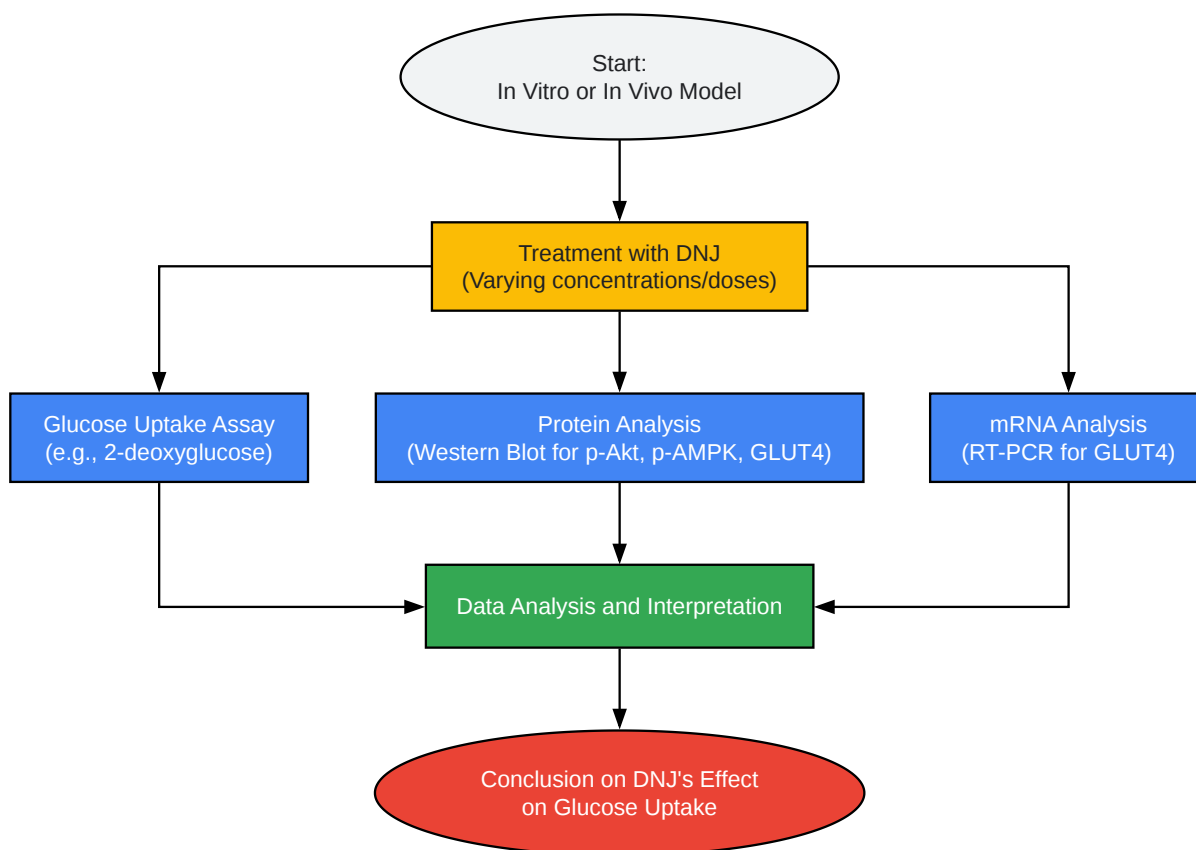 Start:
In Vitro or In Vivo Model
Treatment with DNJ
(Varying concentrations/doses)
Glucose Uptake Assay
(e.g., 2-deoxyglucose)
Protein Analysis
(Western Blot for p-Akt, p-AMPK, GLUT4)
mRNA Analysis
(RT-PCR for GLUT4)
Data Analysis and Interpretation
Conclusion on DNJ's Effect
on Glucose Uptake